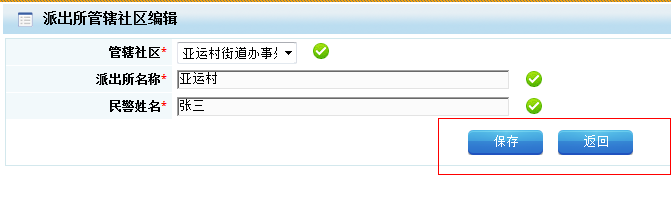 派出所管辖社区编辑
管辖社区* 亚运村街道办事处
派出所名称* 亚运村
民警姓名* 张三
保存 返回